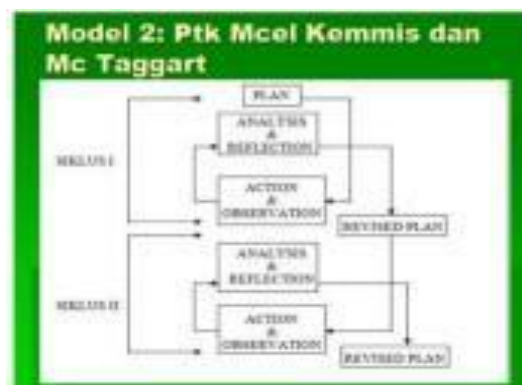 Model 2: Ptk Mcel Kemmis dan
Mc Taggart
PLAN
ANALYSIS
&
REFLECTION
SIKLUS I
ACTION
&
OBSERVATION
REVISED PLAN
ANALYSIS
&
REFLECTION
SIKLUS II
ACTION
&
OBSERVATION
REVISED PLAN